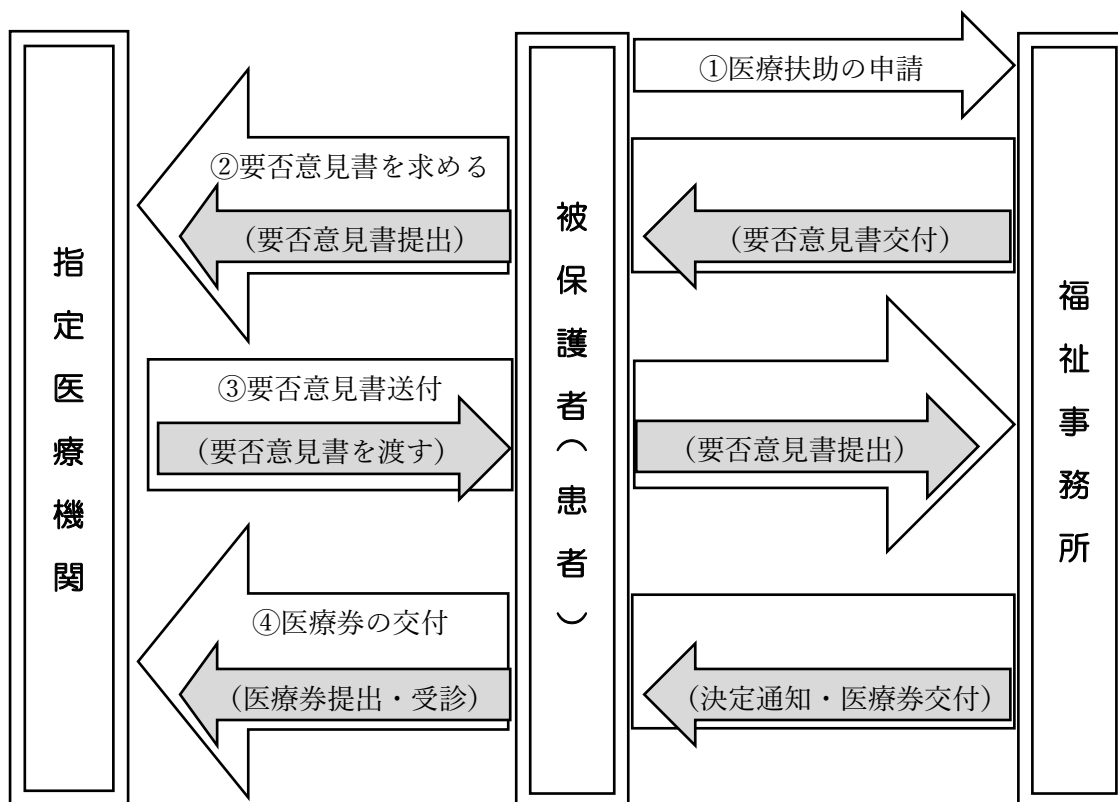 指定医療機関
被保護者（患者）
福祉事務所
①医療扶助の申請
②要否意見書を求める
（要否意見書提出）
（要否意見書交付）
③要否意見書送付
（要否意見書を渡す）
（要否意見書提出）
④医療券の交付
（医療券提出・受診）
（決定通知・医療券交付）